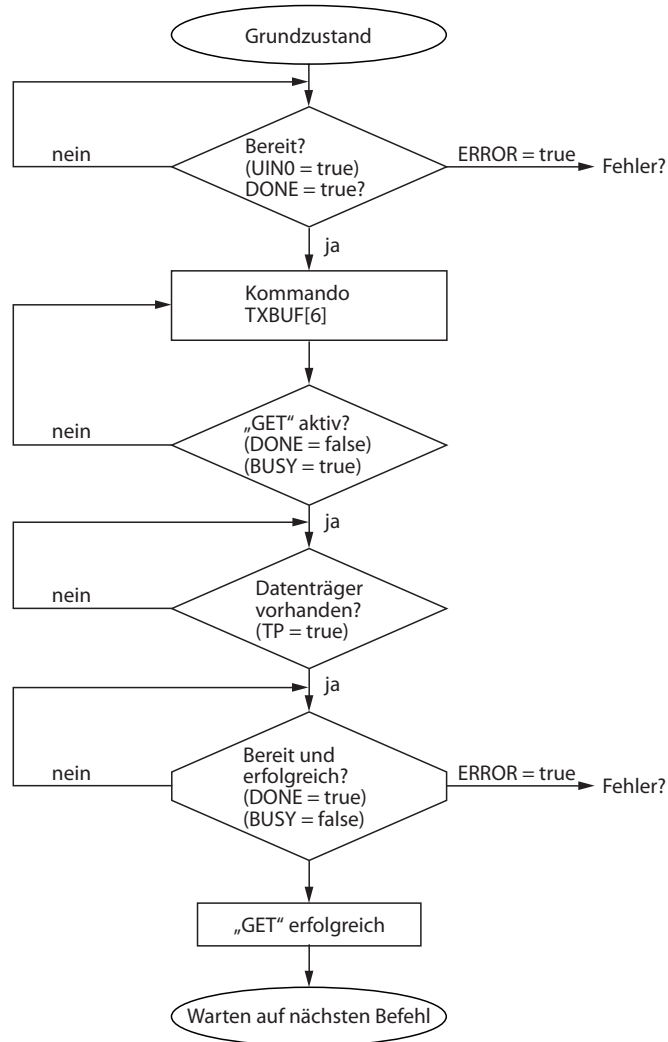 Grundzustand
Bereit?
(UIN0 = true)
DONE = true?
nein
ERROR = true
Fehler?
ja
Kommando
TXBUF[6]
„GET“ aktiv?
(DONE = false)
(BUSY = true)
nein
ja
Datenträger
vorhanden?
(TP = true)
nein
ja
Bereit und
erfolgreich?
(DONE = true)
(BUSY = false)
nein
ERROR = true
Fehler?
„GET“ erfolgreich
Warten auf nächsten Befehl